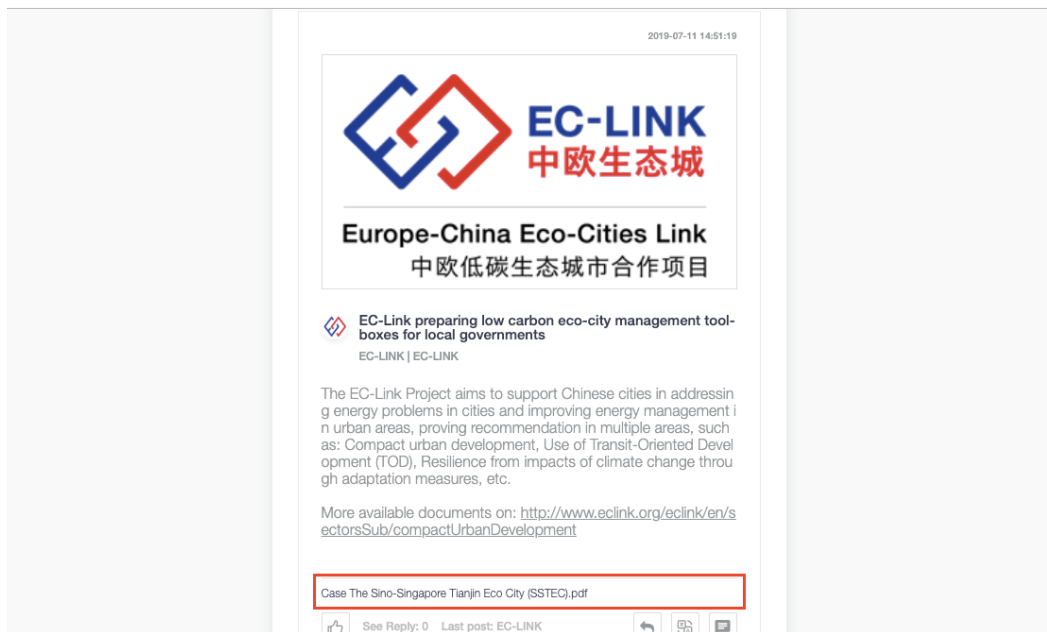 2019-07-11 14:51:19
EC-LINK
中欧生态城
Europe-China Eco-Cities Link
中欧低碳生态城市合作项目
EC-Link preparing low carbon eco-city management tool-
boxes for local governments
EC-LINK | EC-LINK
The EC-Link Project aims to support Chinese cities in addressin
g energy problems in cities and improving energy management i
n urban areas, proving recommendation in multiple areas, such
as: Compact urban development, Use of Transit-Oriented Devel
opment (TOD), Resilience from impacts of climate change throu
gh adaptation measures, etc.
More available documents on: http://www.eclink.org/eclink/en/s
ectorsSub/compactUrbanDevelopment
Case The Sino-Singapore Tianjin Eco City (SSTEC).pdf
See Reply: 0 Last post: EC-LINK